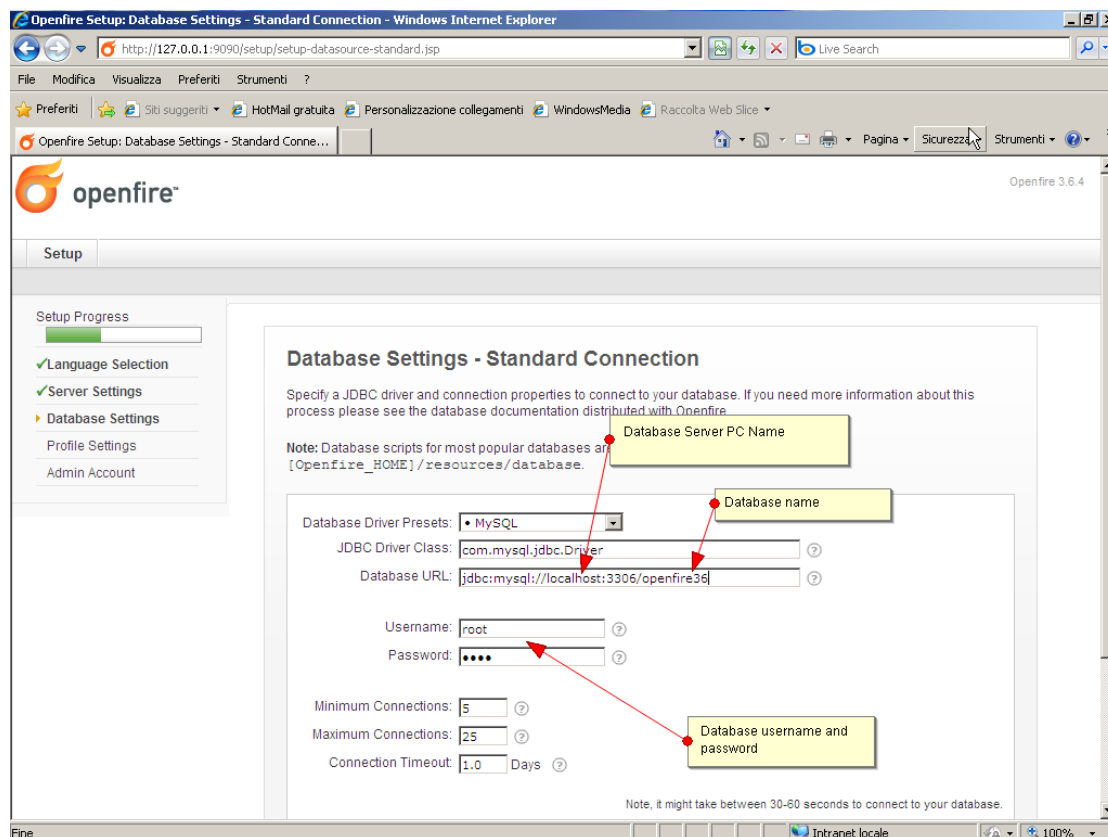 Openfire Setup: Database Settings - Standard Connection - Windows Internet Explorer
http://127.0.0.1:9090/setup/setup-datasource-standard.jsp
Live Search
File Modifica Visualizza Preferiti Strumenti ?
Preferiti Siti suggeriti HotMail gratuita Personalizzazione collegamenti WindowsMedia Raccolta Web Slice
Openfire Setup: Database Settings - Standard Conne...
Pagina Sicurezza Strumenti
openfire™
Openfire 3.6.4
Setup
Setup Progress
Language Selection
Server Settings
Database Settings
Profile Settings
Admin Account
Database Settings - Standard Connection
Specify a JDBC driver and connection properties to connect to your database. If you need more information about this
process please see the database documentation distributed with Openfire
Note: Database scripts for most popular databases are
[Openfire_HOME]/resources/database.
Database Server PC Name
Database name
Database Driver Presets: • MySQL
JDBC Driver Class: com.mysql.jdbc.Driver
Database URL: jdbc:mysql://localhost:3306/openfire36
Username: root
Password: ••••
Minimum Connections: 5
Maximum Connections: 25
Connection Timeout: 1.0 Days
Database username and
password
Note, it might take between 30-60 seconds to connect to your database.
Fine
Intranet locale
100%